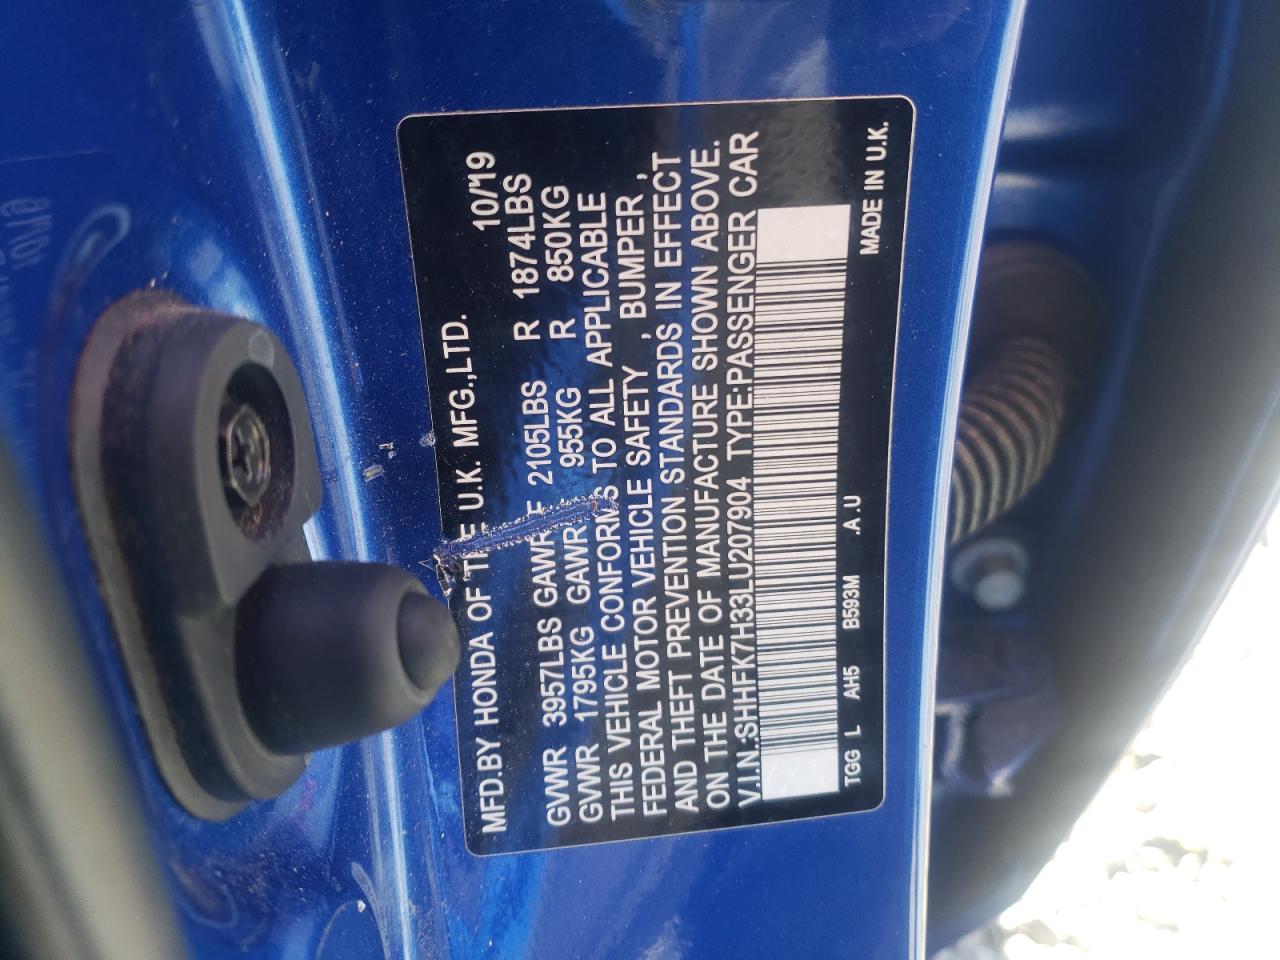 MFD.BY HONDA OF THE U.K. MFG.,LTD. 10/'19
GVWR 3957LBS GAWR F 2105LBS R 1874LBS
GVWR 1795KG GAWR 955KG R 850KG
THIS VEHICLE CONFORMS TO ALL APPLICABLE
FEDERAL MOTOR VEHICLE SAFETY , BUMPER ,
AND THEFT PREVENTION STANDARDS IN EFFECT
ON THE DATE OF MANUFACTURE SHOWN ABOVE.
V.I.N.:SHHFK7H33LU207904 TYPE:PASSENGER CAR
TGG L AH5 B593M .A .U MADE IN U.K.